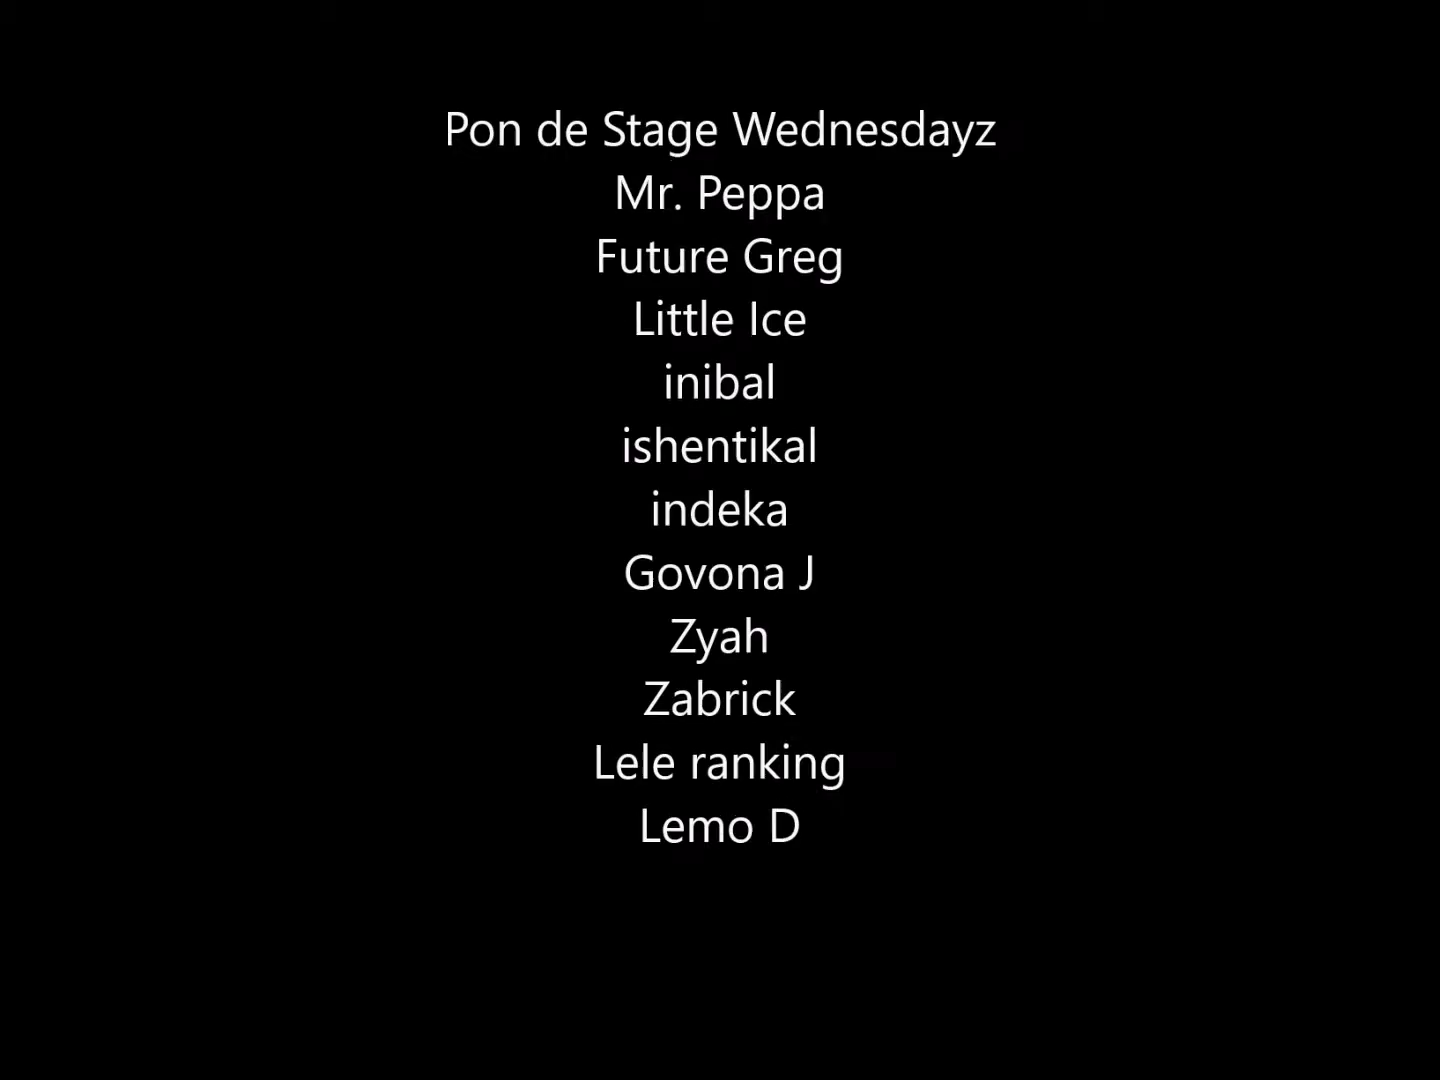 Pon de Stage Wednesdayz
Mr. Peppa
Future Greg
Little Ice
inibal
ishentikal
indeka
Govona J
Zyah
Zabrick
Lele ranking
Lemo D